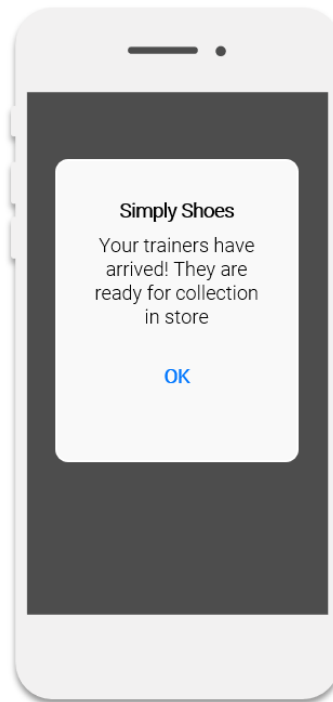 Simply Shoes
Your trainers have
arrived! They are
ready for collection
in store
OK